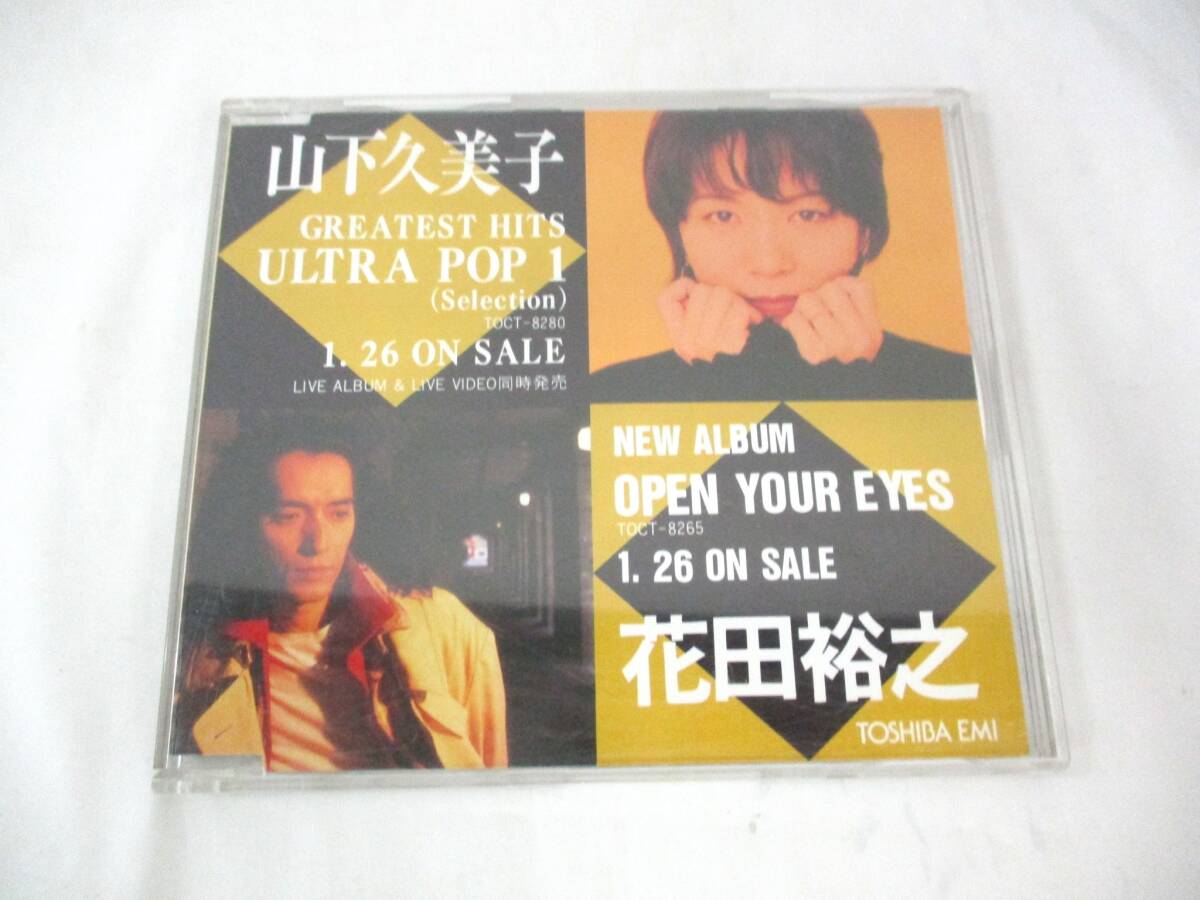 山下久美子
GREATEST HITS
ULTRA POP 1
(Selection)
TOCT-8280
1. 26 ON SALE
LIVE ALBUM & LIVE VIDEO同時発売
NEW ALBUM
OPEN YOUR EYES
TOCT-8265
1. 26 ON SALE
花田裕之
TOSHIBA EMI